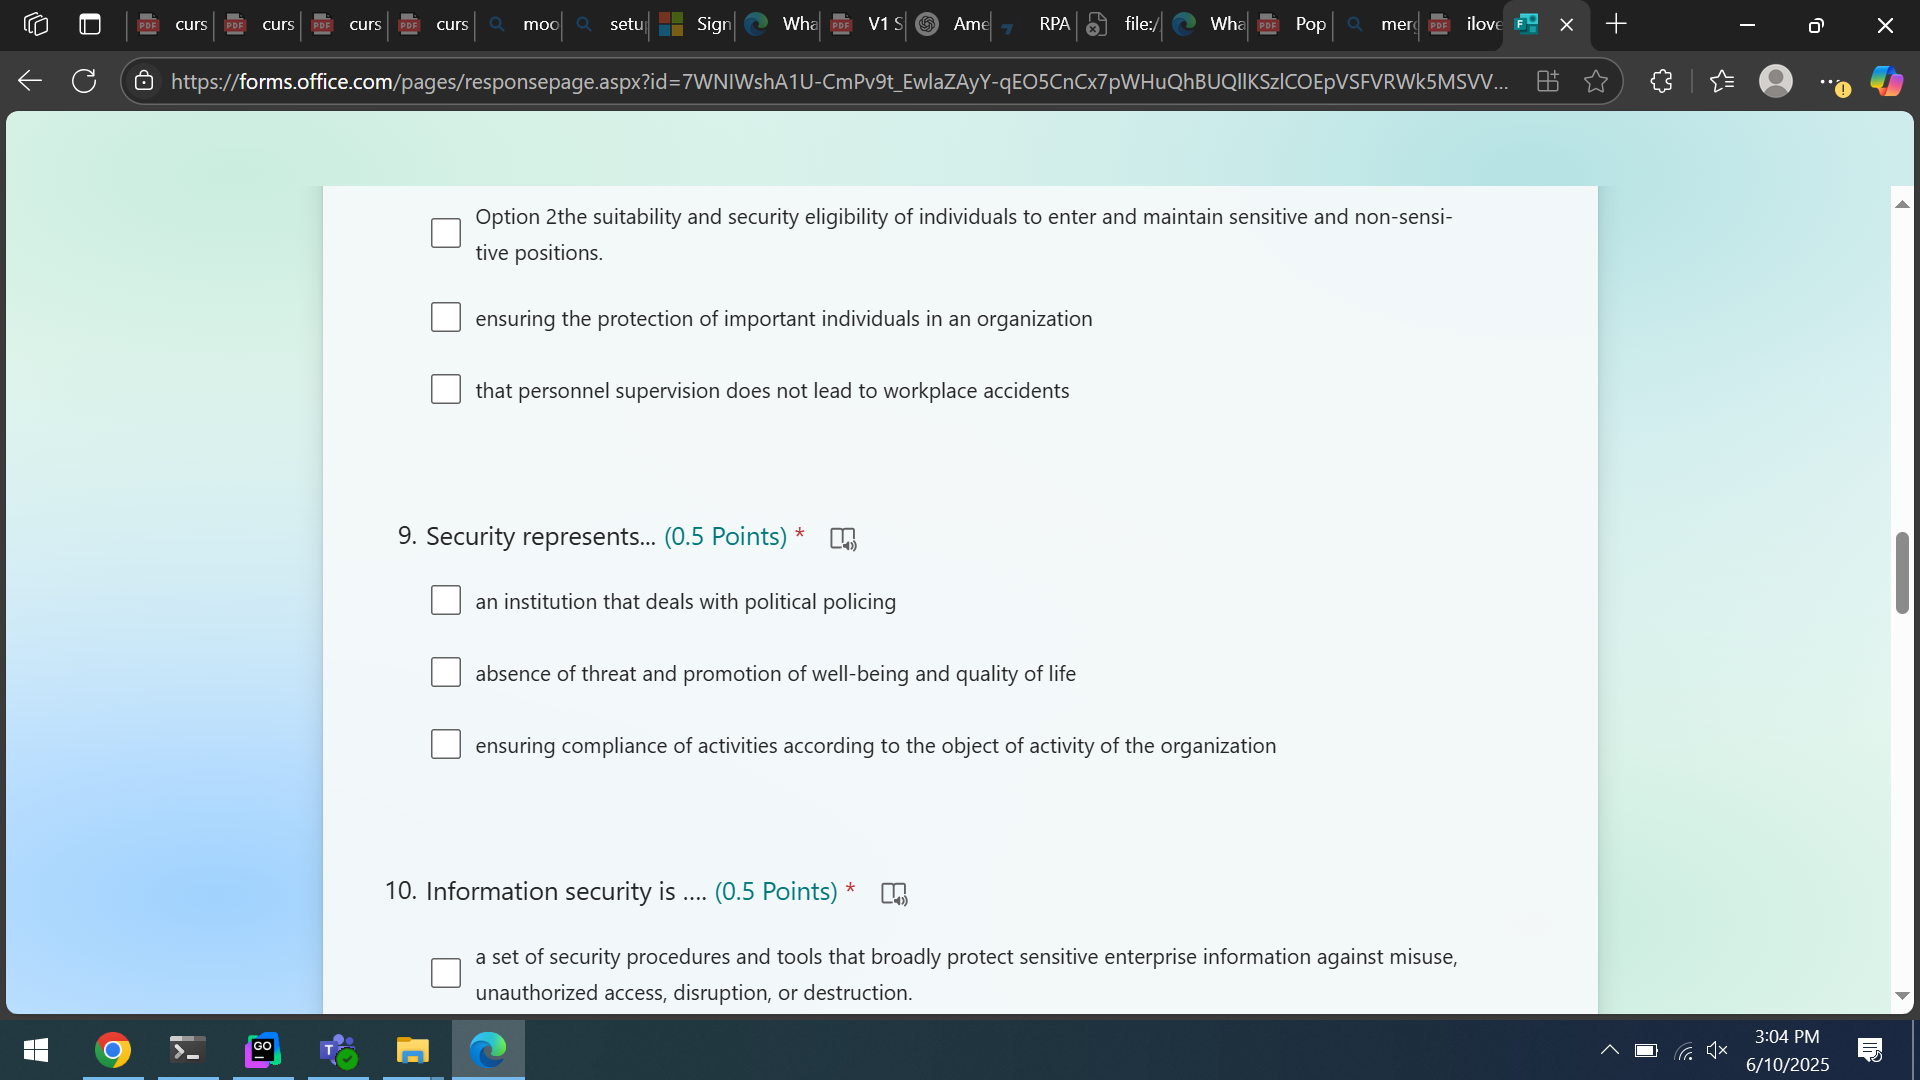 curs
curs
curs
curs
moo
setu
Sign
Wha
V1 S
Ame
RPA
file:/
Wha
Pop
mer
ilove
https://forms.office.com/pages/responsepage.aspx?id=7WNIWshA1U-CmPv9t_EwlaZAyY-qEO5CnCx7pWHuQhBUQllKSzlCOEpVSFVRWk5MSVV...
Option 2the suitability and security eligibility of individuals to enter and maintain sensitive and non-sensi-
tive positions.
ensuring the protection of important individuals in an organization
that personnel supervision does not lead to workplace accidents
9. Security represents... (0.5 Points) *
an institution that deals with political policing
absence of threat and promotion of well-being and quality of life
ensuring compliance of activities according to the object of activity of the organization
10. Information security is .... (0.5 Points) *
a set of security procedures and tools that broadly protect sensitive enterprise information against misuse,
unauthorized access, disruption, or destruction.
3:04 PM
6/10/2025